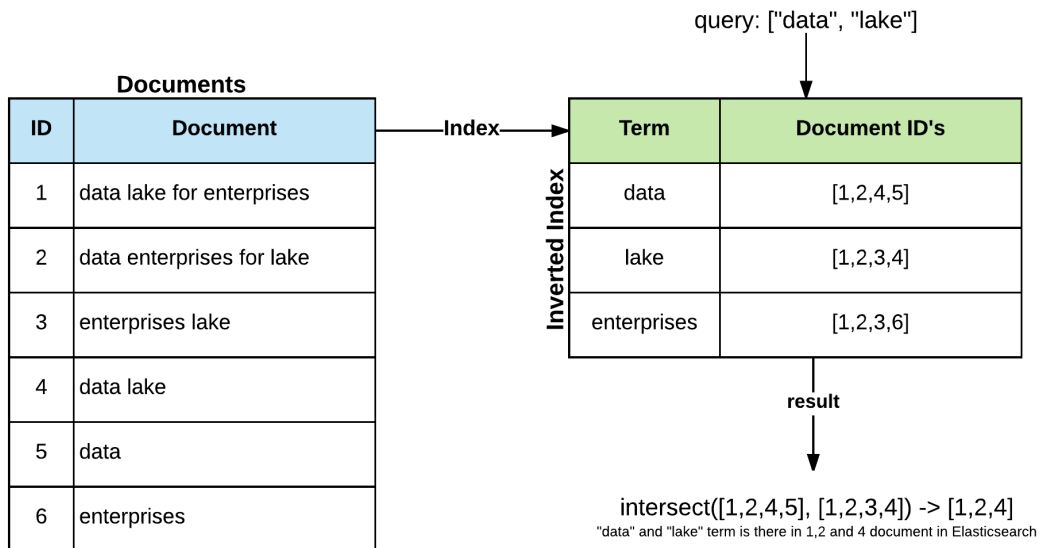 query: ["data", "lake"]
Documents
ID Document
1 data lake for enterprises
2 data enterprises for lake
3 enterprises lake
4 data lake
5 data
6 enterprises
Index
Inverted Index
Term Document ID's
data [1,2,4,5]
lake [1,2,3,4]
enterprises [1,2,3,6]
result
intersect([1,2,4,5], [1,2,3,4]) -> [1,2,4]
"data" and "lake" term is there in 1,2 and 4 document in Elasticsearch